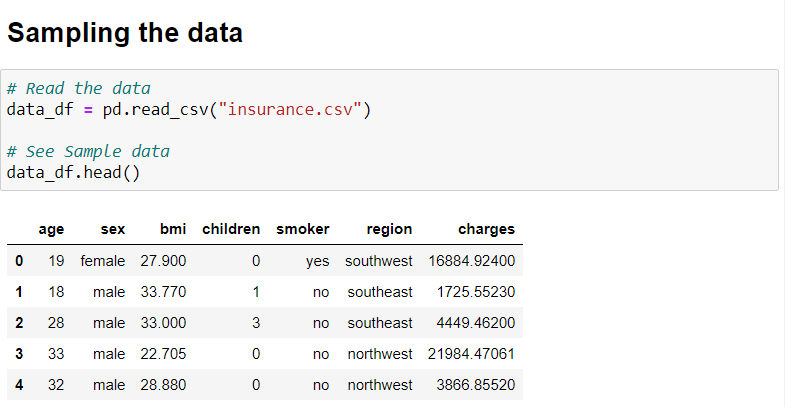 Sampling the data
# Read the data
data_df = pd.read_csv("insurance.csv")
# See Sample data
data_df.head()
age sex bmi children smoker region charges
0 19 female 27.900 0 yes southwest 16884.92400
1 18 male 33.770 1 no southeast 1725.55230
2 28 male 33.000 3 no southeast 4449.46200
3 33 male 22.705 0 no northwest 21984.47061
4 32 male 28.880 0 no northwest 3866.85520